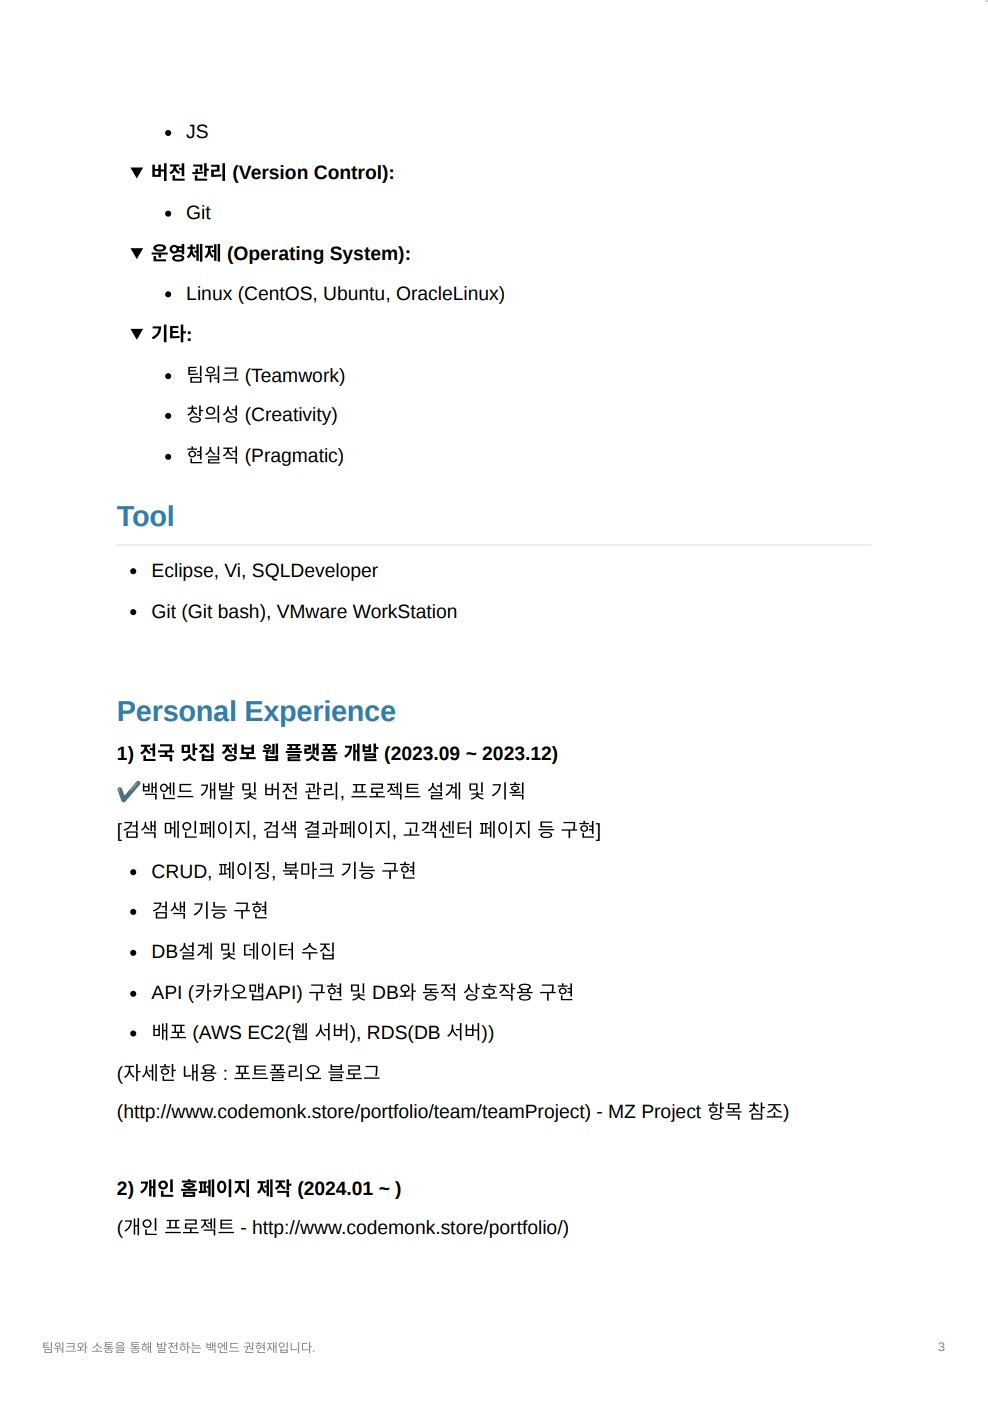 • JS
▼ 버전 관리 (Version Control):
• Git
▼ 운영체제 (Operating System):
• Linux (CentOS, Ubuntu, OracleLinux)
▼ 기타:
• 팀워크 (Teamwork)
• 창의성 (Creativity)
• 현실적 (Pragmatic)
Tool
• Eclipse, Vi, SQLDeveloper
• Git (Git bash), VMware WorkStation
Personal Experience
1) 전국 맛집 정보 웹 플랫폼 개발 (2023.09 ~ 2023.12)
✔백엔드 개발 및 버전 관리, 프로젝트 설계 및 기획
[검색 메인페이지, 검색 결과페이지, 고객센터 페이지 등 구현]
• CRUD, 페이징, 북마크 기능 구현
• 검색 기능 구현
• DB설계 및 데이터 수집
• API (카카오맵API) 구현 및 DB와 동적 상호작용 구현
• 배포 (AWS EC2(웹 서버), RDS(DB 서버))
(자세한 내용 : 포트폴리오 블로그
(http://www.codemonk.store/portfolio/team/teamProject) - MZ Project 항목 참조)
2) 개인 홈페이지 제작 (2024.01 ~ )
(개인 프로젝트 - http://www.codemonk.store/portfolio/)
팀워크와 소통을 통해 발전하는 백엔드 권현재입니다.
3